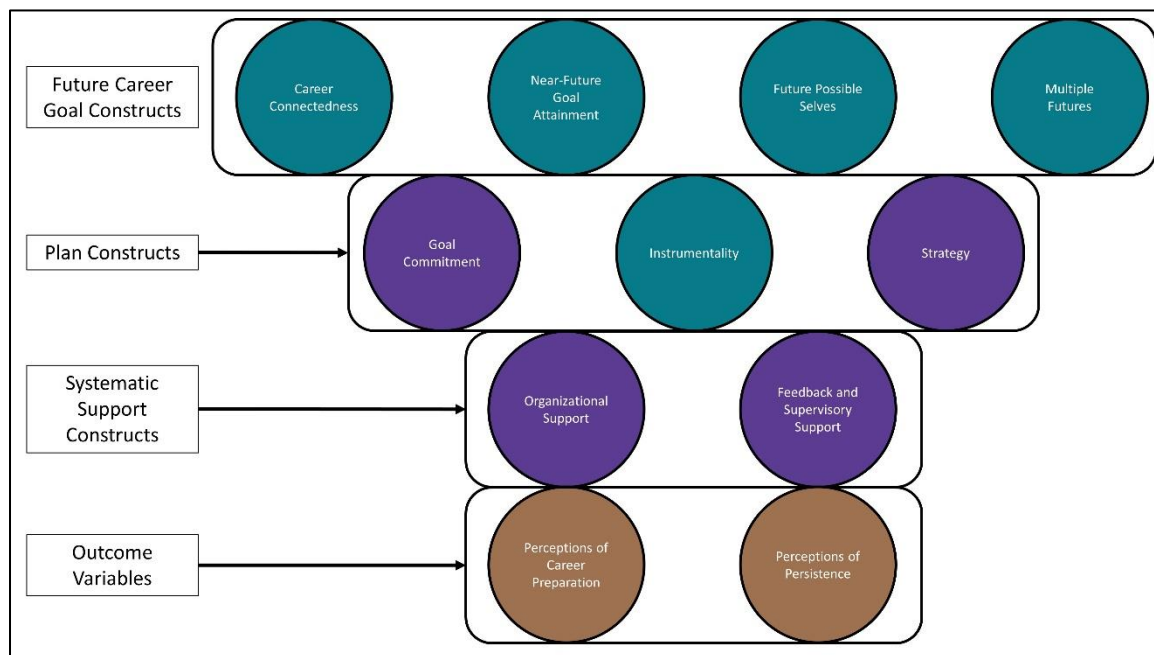 Future Career
Goal Constructs
Career
Connectedness
Near-Future
Goal
Attainment
Future Possible
Selves
Multiple
Futures
Plan Constructs
Goal
Commitment
Instrumentality
Strategy
Systematic
Support
Constructs
Organizational
Support
Feedback and
Supervisory
Support
Outcome
Variables
Perceptions of
Career
Preparation
Perceptions of
Persistence